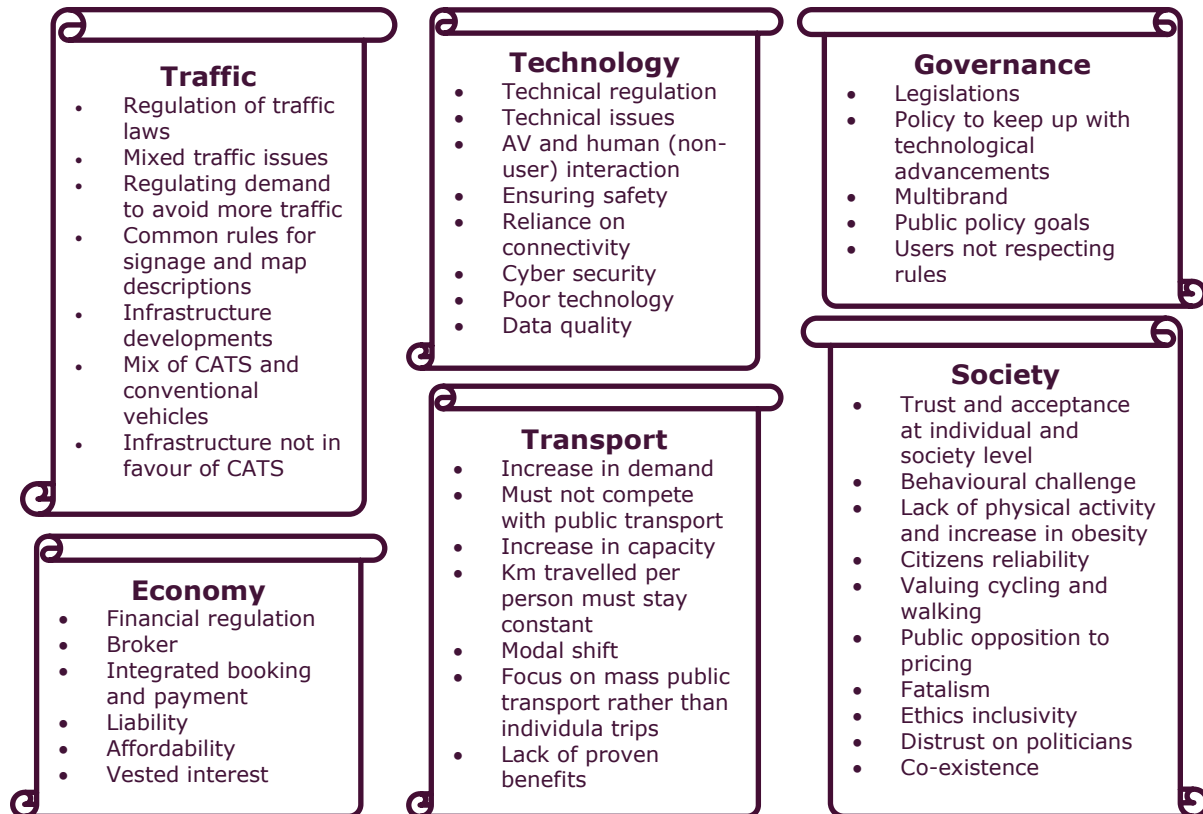 Traffic
• Regulation of traffic
laws
• Mixed traffic issues
• Regulating demand
to avoid more traffic
• Common rules for
signage and map
descriptions
• Infrastructure
developments
• Mix of CATS and
conventional
vehicles
• Infrastructure not in
favour of CATS
Economy
• Financial regulation
• Broker
• Integrated booking
and payment
• Liability
• Affordability
• Vested interest
Technology
• Technical regulation
• Technical issues
• AV and human (non-
user) interaction
• Ensuring safety
• Reliance on
connectivity
• Cyber security
• Poor technology
• Data quality
Transport
• Increase in demand
• Must not compete
with public transport
• Increase in capacity
• Km travelled per
person must stay
constant
• Modal shift
• Focus on mass public
transport rather than
individula trips
• Lack of proven
benefits
Governance
• Legislations
• Policy to keep up with
technological
advancements
• Multibrand
• Public policy goals
• Users not respecting
rules
Society
• Trust and acceptance
at individual and
society level
• Behavioural challenge
• Lack of physical activity
and increase in obesity
• Citizens reliability
• Valuing cycling and
walking
• Public opposition to
pricing
• Fatalism
• Ethics inclusivity
• Distrust on politicians
• Co-existence